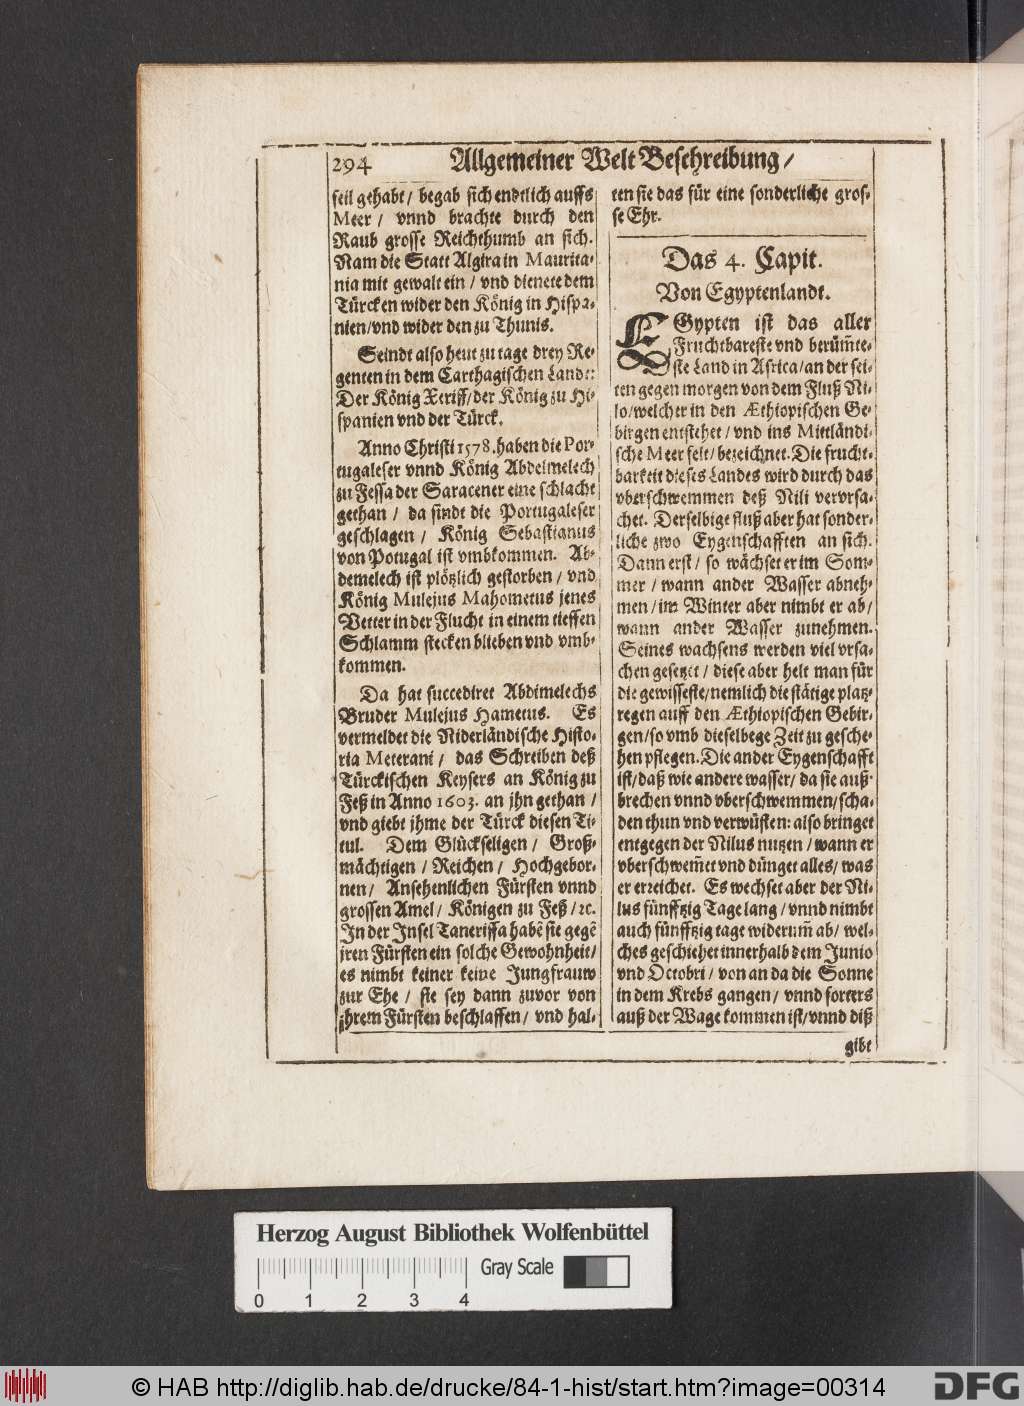 294
Allgemeiner Welt Beschreibung /
seil gehabt / begab sich endtlich auffs
Meer / vnnd brachte durch den
Raub grosse Reichthumb an sich.
Nam die Statt Algira in Maurita-
nia mit gewalt ein / vnd dienete dem
Türcken wider den König in Hispa-
nien / vnd wider den zu Thunis.
Seindt also heut zu tage drey Re-
genten in dem Carthagischen Lande:
Der König Xeriff / der König zu Hi-
spanien vnd der Türck.
Anno Christi 1578. haben die Por-
tugaleser vnnd König Abdelmelech
zu Fessa der Saracener eine schlacht
gethan / da sindt die Portugaleser
geschlagen / König Sebastianus
von Potugal ist vmbkommen. Ab-
demelech ist plötzlich gestorben / vnd
König Mulejus Mahometus jenes
Vetter in der Flucht in einem tieffen
Schlamm stecken blieben vnd vmb-
kommen.
Da hat succediret Abdimelechs
Bruder Mulejus Hametus. Es
vermeldet die Niderländische Histo-
ria Meterani / das Schreiben deß
Türckischen Keysers an König zu
Feß in Anno 1603. an jhn gethan /
vnd giebt jhme der Türck diesen Ti-
tul. Dem Glückseligen / Groß-
mächtigen / Reichen / Hochgebor-
nen / Ansehenlichen Fürsten vnnd
grossen Amel / Königen zu Feß / ꝛc.
In der Insel Taneriffa habẽ sie gegẽ
jren Fürsten ein solche Gewohnheit /
es nimbt keiner keine Jungfrauw
zur Ehe / sie sey dann zuvor von
jhrem Fürsten beschlaffen / vnd hal-
ten sie das für eine sonderliche gros-
se Ehr.
Das 4. Capit.
Von Egyptenlandt.
EGypten ist das aller
Fruchtbareste vnd berüm̃te-
ste Land in Africa / an der sei-
ten gegen morgen von dem Fluß Ni-
lo / welcher in den Æthiopischen Ge-
birgen entstehet / vnd ins Mittländi-
sche Meer felt / bezeichnet. Die frucht-
barkeit dieses Landes wird durch das
vberschwemmen deß Nili vervrsa-
chet. Derselbige fluß aber hat sonder-
liche zwo Eygenschafften an sich.
Dann erst / so wächset er im Som-
mer / wann ander Wasser abneh-
men / im Winter aber nimbt er ab /
wann ander Wasser zunehmen.
Seines wachsens werden viel vrsa-
chen gesetzet / diese aber helt man für
die gewisseste / nemlich die stätige platz-
regen auff den Æthiopischen Gebir-
gen / so vmb dieselbege Zeit zu gesche-
hen pflegen. Die ander Eygenschafft
ist / daß wie andere wasser / da sie auß-
brechen vnnd vberschwemmen / scha-
den thun vnd verwüsten: also bringet
entgegen der Nilus nutzen / wann er
vberschwem̃et vnd dünget alles / was
er erzeichet. Es wechset aber der Ni-
lus fünfftzig Tage lang / vnnd nimbt
auch fünfftzig tage widerum̃ ab / wel-
ches geschiehet innerhalb dem Junio
vnd Octobri / von an da die Sonne
in dem Krebs gangen / vnnd forters
auß der Wage kommen ist / vnnd diß
gibt
Herzog August Bibliothek Wolfenbüttel
Gray Scale
0 1 2 3 4
© HAB http://diglib.hab.de/drucke/84-1-hist/start.htm?image=00314
DFG